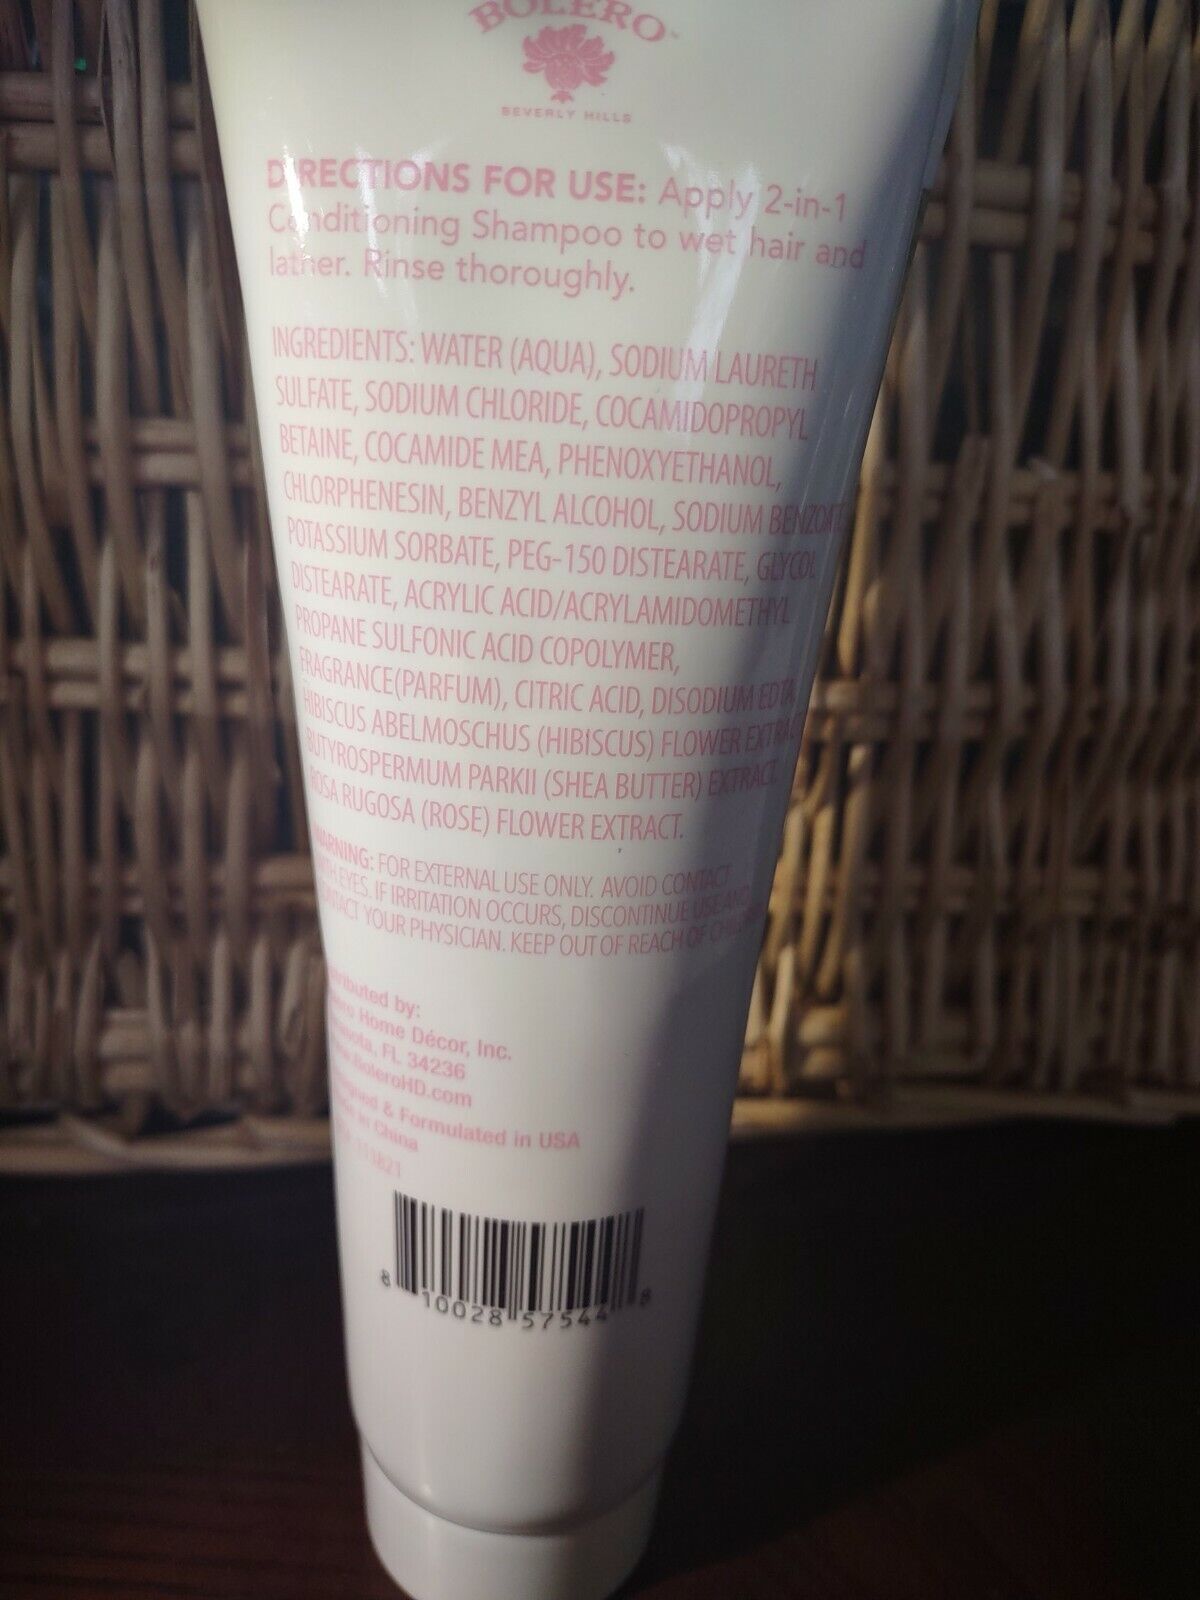 BOLERO
BEVERLY HILLS
DIRECTIONS FOR USE: Apply 2-in-1
Conditioning Shampoo to wet hair and
lather. Rinse thoroughly.
INGREDIENTS: WATER (AQUA), SODIUM LAURETH
SULFATE, SODIUM CHLORIDE, COCAMIDOPROPYL
BETAINE, COCAMIDE MEA, PHENOXYETHANOL,
CHLORPHENESIN, BENZYL ALCOHOL, SODIUM BENZOATE
POTASSIUM SORBATE, PEG-150 DISTEARATE, GLYCOL
DISTEARATE, ACRYLIC ACID/ACRYLAMIDOMETHYL
PROPANE SULFONIC ACID COPOLYMER,
FRAGRANCE(PARFUM), CITRIC ACID, DISODIUM EDTA,
HIBISCUS ABELMOSCHUS (HIBISCUS) FLOWER EXTRACT
BUTYROSPERMUM PARKII (SHEA BUTTER) EXTRACT,
ROSA RUGOSA (ROSE) FLOWER EXTRACT.
WARNING: FOR EXTERNAL USE ONLY. AVOID CONTACT
WITH EYES. IF IRRITATION OCCURS, DISCONTINUE USE AND
CONTACT YOUR PHYSICIAN. KEEP OUT OF REACH OF
by:
Home Décor, Inc.
FL 34236
BoleroHD.com
& Formulated in USA
in China
111821
8 10028 57544 8